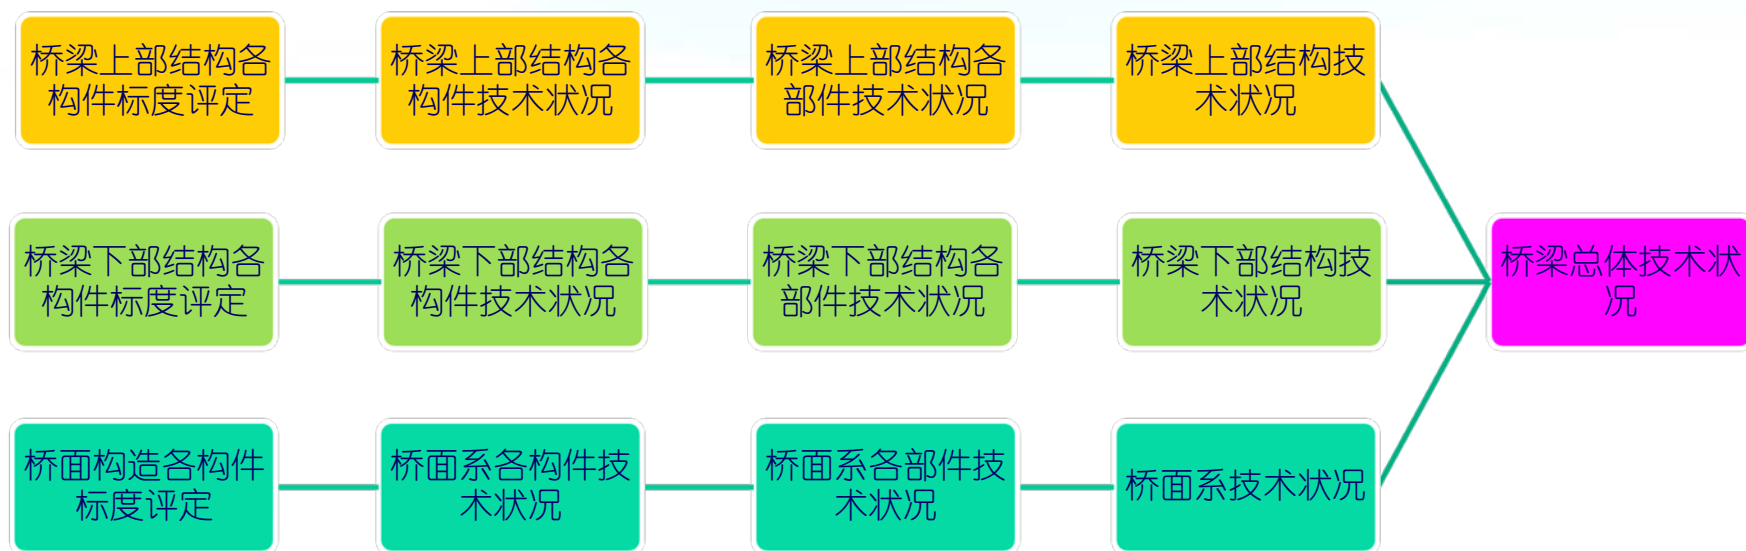 桥梁上部结构各
构件标度评定
桥梁上部结构各
构件技术状况
桥梁上部结构各
部件技术状况
桥梁上部结构技
术状况
桥梁下部结构各
构件标度评定
桥梁下部结构各
构件技术状况
桥梁下部结构各
部件技术状况
桥梁下部结构技
术状况
桥梁总体技术状
况
桥面构造各构件
标度评定
桥面系各构件技
术状况
桥面系各部件技
术状况
桥面系技术状况